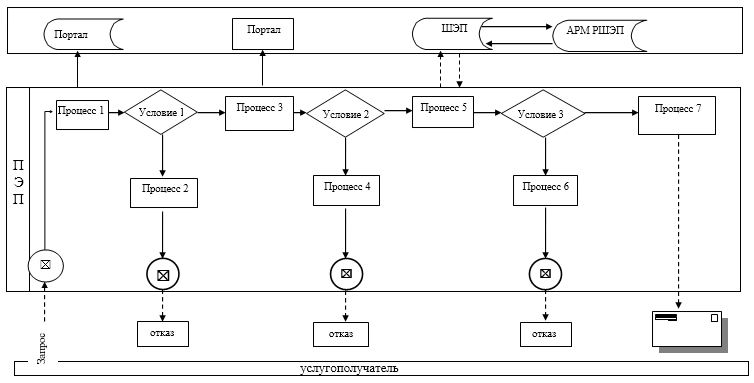 Портал
Портал
ШЭП
АРМ РШЭП
ПЭП
Процесс 1
Условие 1
Процесс 3
Условие 2
Процесс 5
Условие 3
Процесс 7
Процесс 2
Процесс 4
Процесс 6
Запрос
отказ
отказ
отказ
услугополучатель